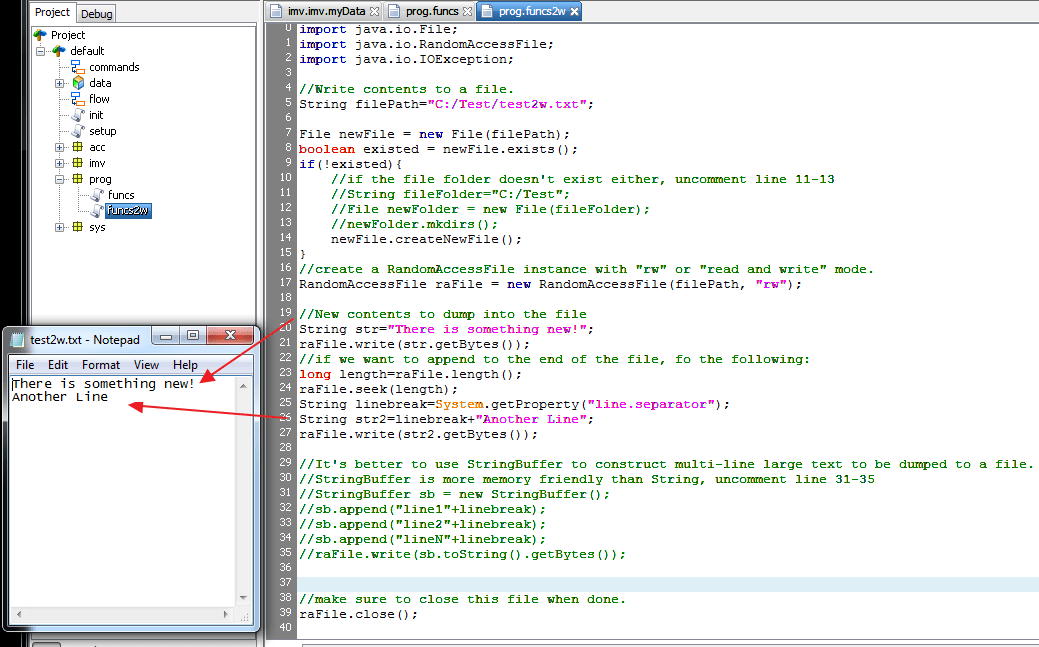 Project Debug
Project
default
commands
data
flow
init
setup
acc
imv
prog
funcs
funcs2w
sys
imv.imv.myData prog.funcs prog.funcs2w
0 import java.io.File;
1 import java.io.RandomAccessFile;
2 import java.io.IOException;
3
4 //Write contents to a file.
5 String filePath="C:/Test/test2w.txt";
6
7 File newFile = new File(filePath);
8 boolean existed = newFile.exists();
9 if(!existed){
10 //if the file folder doesn't exist either, uncomment line 11-13
11 //String fileFolder="C:/Test";
12 //File newFolder = new File(fileFolder);
13 //newFolder.mkdirs();
14 newFile.createNewFile();
15 }
16 //create a RandomAccessFile instance with "rw" or "read and write" mode.
17 RandomAccessFile raFile = new RandomAccessFile(filePath, "rw");
18
19 //New contents to dump into the file
20 String str="There is something new!";
21 raFile.write(str.getBytes());
22 //if we want to append to the end of the file, fo the following:
23 long length=raFile.length();
24 raFile.seek(length);
25 String linebreak=System.getProperty("line.separator");
26 String str2=linebreak+"Another Line";
27 raFile.write(str2.getBytes());
28
29 //It's better to use StringBuffer to construct multi-line large text to be dumped to a file.
30 //StringBuffer is more memory friendly than String, uncomment line 31-35
31 //StringBuffer sb = new StringBuffer();
32 //sb.append("line1"+linebreak);
33 //sb.append("line2"+linebreak);
34 //sb.append("lineN"+linebreak);
35 //raFile.write(sb.toString().getBytes());
36
37
38 //make sure to close this file when done.
39 raFile.close();
40
test2w.txt - Notepad
File Edit Format View Help
There is something new!
Another Line